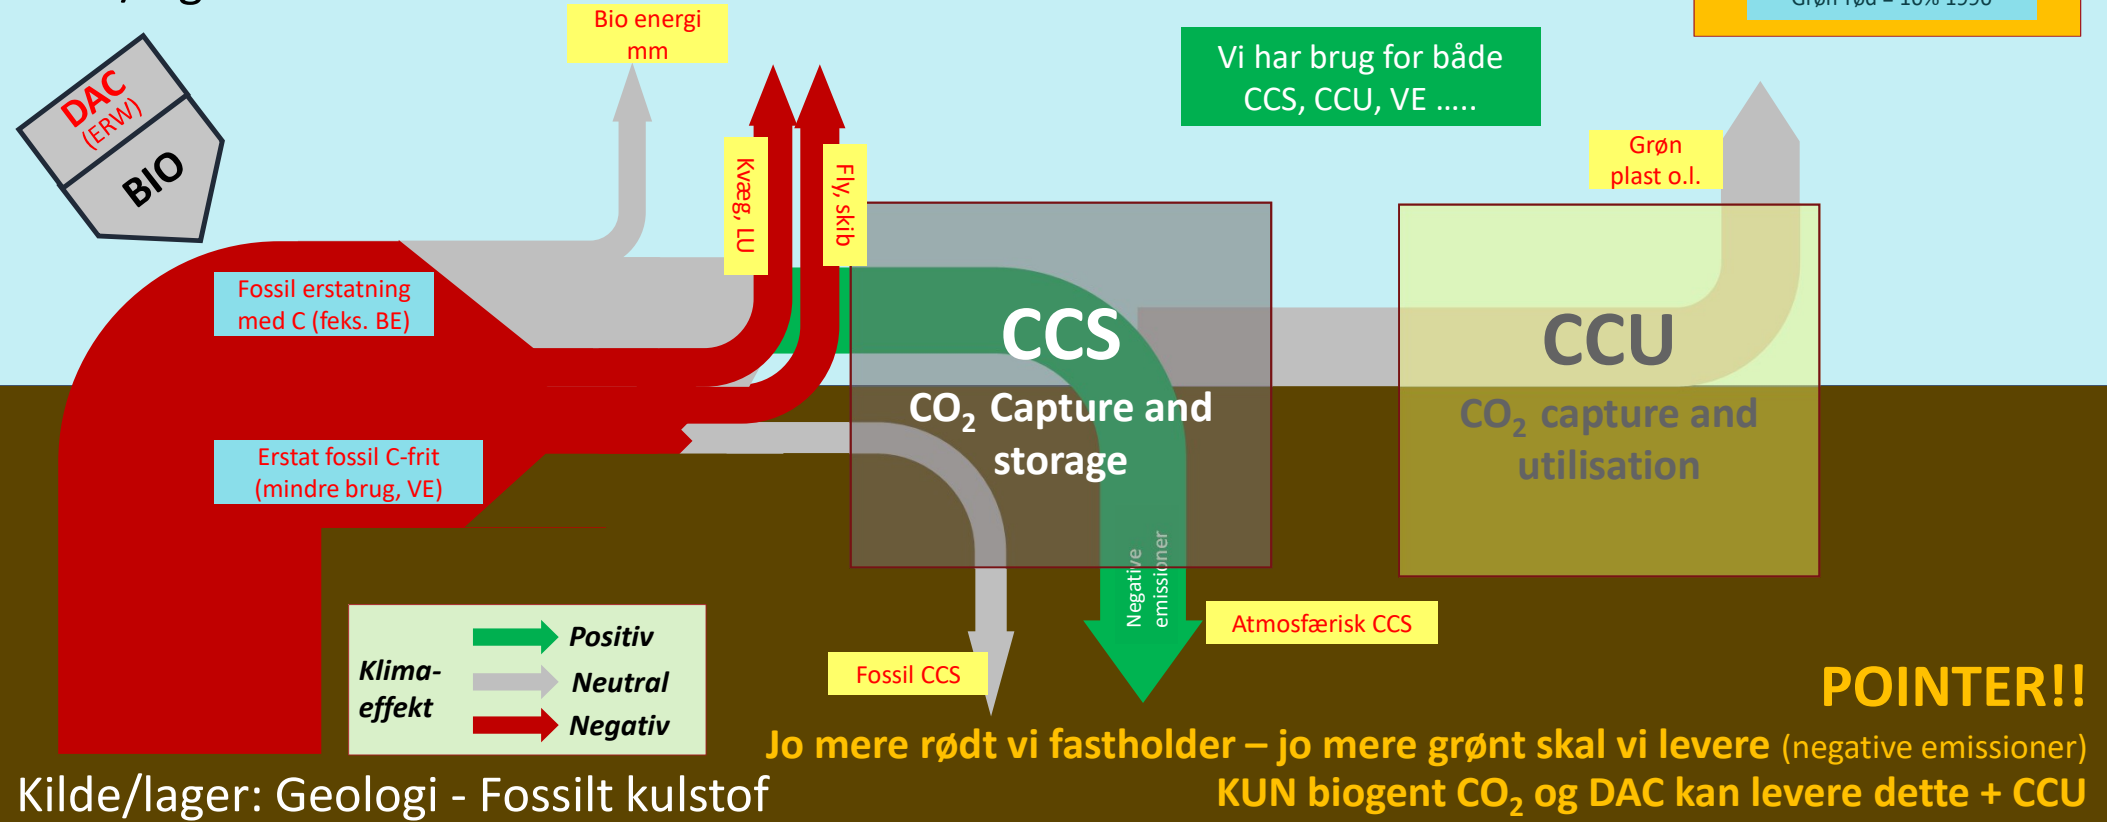 Bio energi
mm
Vi har brug for både
CCS, CCU, VE .....
DAC
(ERW)
BIO
Kvæg, LU
Fly, skib
Grøn
plast o.l.
Fossil erstatning
med C (feks. BE)
CCS
CO₂ Capture and
storage
CCU
CO₂ capture and
utilisation
Erstat fossil C-frit
(mindre brug, VE)
Negative
emissioner
Klima-
effekt
Positiv
Neutral
Negativ
Atmosfærisk CCS
Fossil CCS
POINTER!!
Jo mere rødt vi fastholder – jo mere grønt skal vi levere (negative emissioner)
KUN biogent CO₂ og DAC kan levere dette + CCU
Kilde/lager: Geologi - Fossilt kulstof